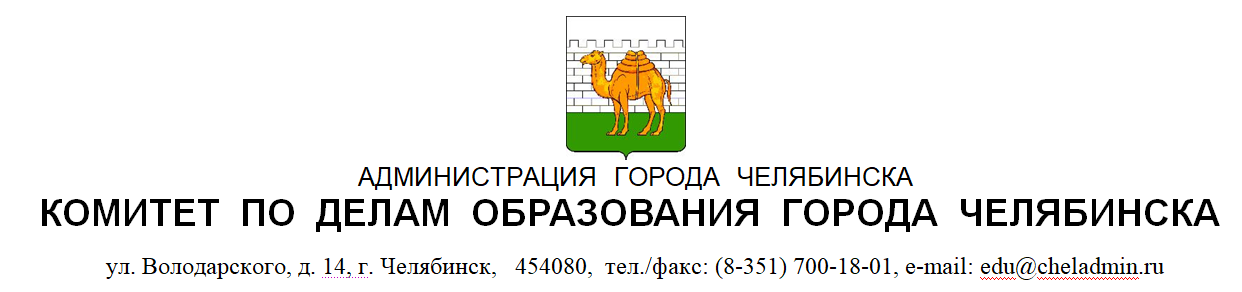 АДМИНИСТРАЦИЯ ГОРОДА ЧЕЛЯБИНСКА
КОМИТЕТ ПО ДЕЛАМ ОБРАЗОВАНИЯ ГОРОДА ЧЕЛЯБИНСКА
ул. Володарского, д. 14, г. Челябинск, 454080, тел./факс: (8-351) 700-18-01, e-mail: edu@cheladmin.ru